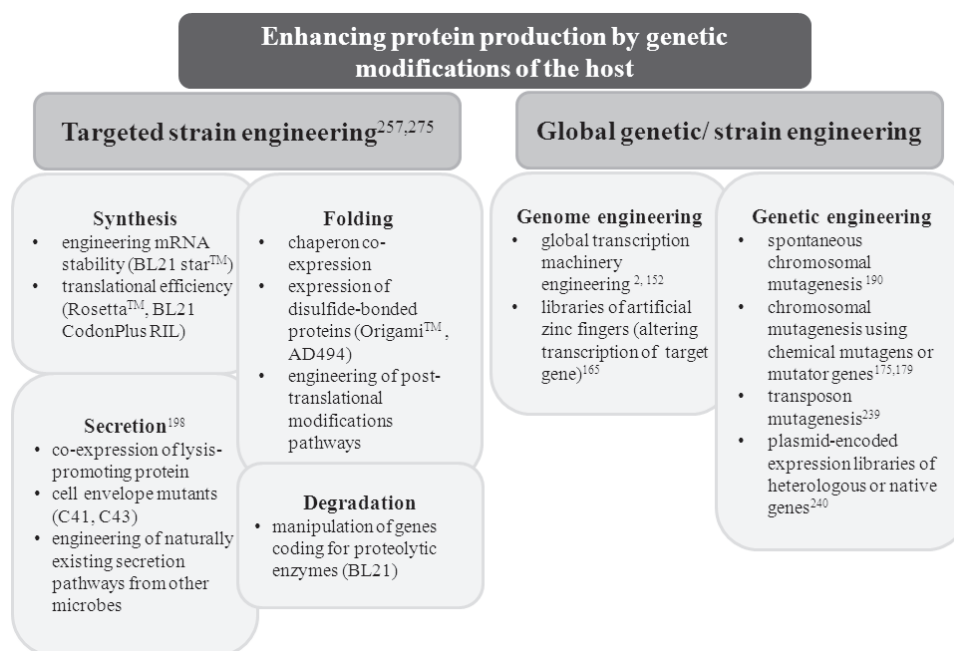 Enhancing protein production by genetic
modifications of the host
Targeted strain engineering257,275
Synthesis
• engineering mRNA
stability (BL21 starTM)
• translational efficiency
(RosettaTM, BL21
CodonPlus RIL)
Folding
• chaperon co-
expression
• expression of
disulfide-bonded
proteins (OrigamiTM ,
AD494)
• engineering of post-
translational
modifications
pathways
Secretion198
• co-expression of lysis-
promoting protein
• cell envelope mutants
(C41, C43)
• engineering of naturally
existing secretion
pathways from other
microbes
Degradation
• manipulation of genes
coding for proteolytic
enzymes (BL21)
Global genetic/ strain engineering
Genome engineering
• global transcription
machinery
engineering 2, 152
• libraries of artificial
zinc fingers (altering
transcription of target
gene)165
Genetic engineering
• spontaneous
chromosomal
mutagenesis 190
• chromosomal
mutagenesis using
chemical mutagens or
mutator genes175,179
• transposon
mutagenesis239
• plasmid-encoded
expression libraries of
heterologous or native
genes240